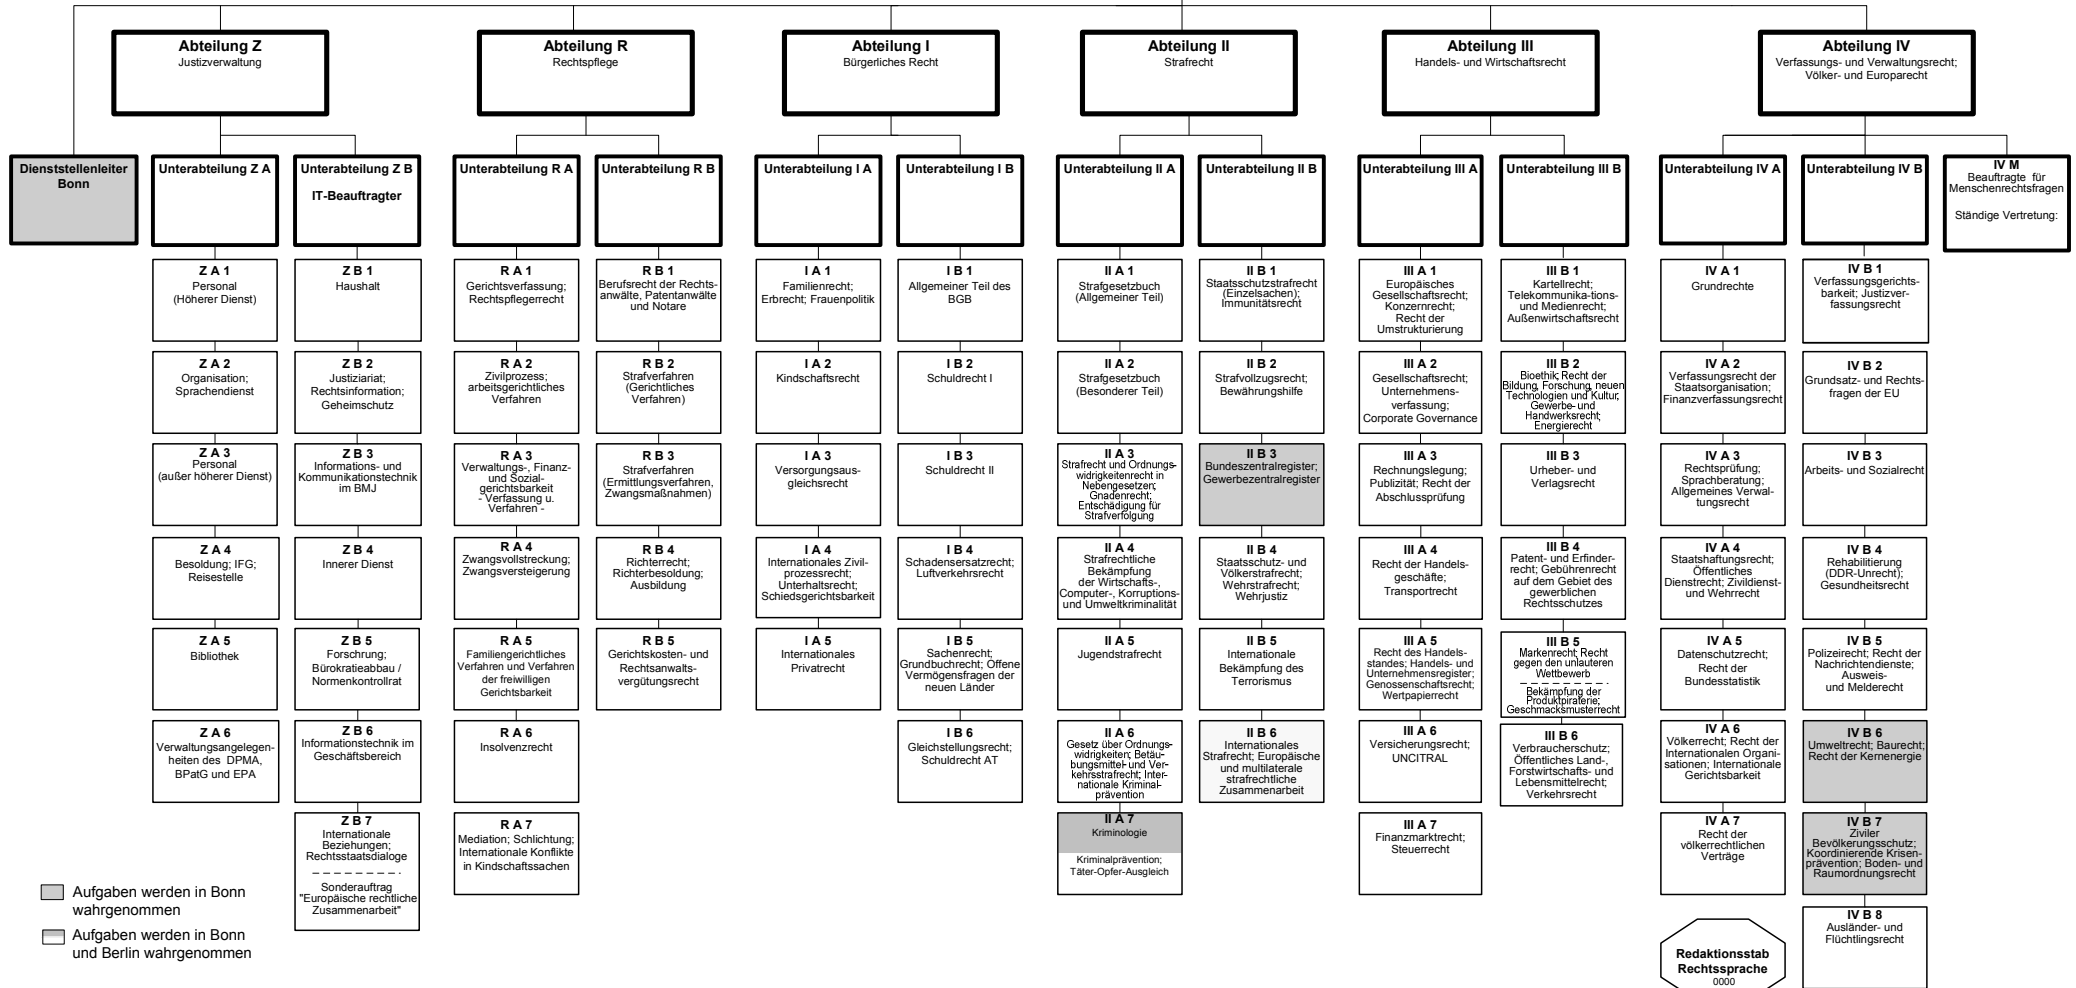 Abteilung Z
Justizverwaltung
Abteilung R
Rechtspflege
Abteilung I
Bürgerliches Recht
Abteilung II
Strafrecht
Abteilung III
Handels- und Wirtschaftsrecht
Abteilung IV
Verfassungs- und Verwaltungsrecht;
Völker- und Europarecht
Dienststellenleiter
Bonn
Unterabteilung Z A
Unterabteilung Z B
IT-Beauftragter
Unterabteilung R A
Unterabteilung R B
Unterabteilung I A
Unterabteilung I B
Unterabteilung II A
Unterabteilung II B
Unterabteilung III A
Unterabteilung III B
Unterabteilung IV A
Unterabteilung IV B
IV M
Beauftragte für
Menschenrechtsfragen
Ständige Vertretung:
Z A 1
Personal
(Höherer Dienst)
Z B 1
Haushalt
R A 1
Gerichtsverfassung;
Rechtspflegerrecht
R B 1
Berufsrecht der Rechts-
anwälte, Patentanwälte
und Notare
I A 1
Familienrecht;
Erbrecht; Frauenpolitik
I B 1
Allgemeiner Teil des
BGB
II A 1
Strafgesetzbuch
(Allgemeiner Teil)
II B 1
Staatsschutzstrafrecht
(Einzelsachen);
Immunitätsrecht
III A 1
Europäisches
Gesellschaftsrecht;
Konzernrecht;
Recht der
Umstrukturierung
III B 1
Kartellrecht;
Telekommunika-tions-
und Medienrecht;
Außenwirtschaftsrecht
IV A 1
Grundrechte
IV B 1
Verfassungsgerichts-
barkeit; Justizver-
fassungsrecht
Z A 2
Organisation;
Sprachendienst
Z B 2
Justiziariat;
Rechtsinformation;
Geheimschutz
R A 2
Zivilprozess;
arbeitsgerichtliches
Verfahren
R B 2
Strafverfahren
(Gerichtliches
Verfahren)
I A 2
Kindschaftsrecht
I B 2
Schuldrecht I
II A 2
Strafgesetzbuch
(Besonderer Teil)
II B 2
Strafvollzugsrecht;
Bewährungshilfe
III A 2
Gesellschaftsrecht;
Unternehmens-
verfassung;
Corporate Governance
III B 2
Bioethik; Recht der
Bildung, Forschung, neuen
Technologien und Kultur;
Gewerbe- und
Handwerksrecht;
Energierecht
IV A 2
Verfassungsrecht der
Staatsorganisation;
Finanzverfassungsrecht
IV B 2
Grundsatz- und Rechts-
fragen der EU
Z A 3
Personal
(außer höherer Dienst)
Z B 3
Informations- und
Kommunikationstechnik
im BMJ
R A 3
Verwaltungs-, Finanz-
und Sozial-
gerichtsbarkeit
- Verfassung u.
Verfahren -
R B 3
Strafverfahren
(Ermittlungsverfahren,
Zwangsmaßnahmen)
I A 3
Versorgungsaus-
gleichsrecht
I B 3
Schuldrecht II
II A 3
Strafrecht und Ordnungs-
widrigkeitenrecht in
Nebengesetzen;
Gnadenrecht;
Entschädigung für
Strafverfolgung
II B 3
Bundeszentralregister;
Gewerbezentralregister
III A 3
Rechnungslegung;
Publizität; Recht der
Abschlussprüfung
III B 3
Urheber- und
Verlagsrecht
IV A 3
Rechtsprüfung;
Sprachberatung;
Allgemeines Verwal-
tungsrecht
IV B 3
Arbeits- und Sozialrecht
Z A 4
Besoldung; IFG;
Reisestelle
Z B 4
Innerer Dienst
R A 4
Zwangsvollstreckung;
Zwangsversteigerung
R B 4
Richterrecht;
Richterbesoldung;
Ausbildung
I A 4
Internationales Zivil-
prozessrecht;
Unterhaltsrecht;
Schiedsgerichtsbarkeit
I B 4
Schadensersatzrecht;
Luftverkehrsrecht
II A 4
Strafrechtliche
Bekämpfung
der Wirtschafts-,
Computer-, Korruptions-
und Umweltkriminalität
II B 4
Staatsschutz- und
Völkerstrafrecht;
Wehrstrafrecht;
Wehrjustiz
III A 4
Recht der Handels-
geschäfte;
Transportrecht
III B 4
Patent- und Erfinder-
recht; Gebührenrecht
auf dem Gebiet des
gewerblichen
Rechtsschutzes
IV A 4
Staatshaftungsrecht;
Öffentliches
Dienstrecht; Zivildienst-
und Wehrrecht
IV B 4
Rehabilitierung
(DDR-Unrecht);
Gesundheitsrecht
Z A 5
Bibliothek
Z B 5
Forschung;
Bürokratieabbau /
Normenkontrollrat
R A 5
Familiengerichtliches
Verfahren und Verfahren
der freiwilligen
Gerichtsbarkeit
R B 5
Gerichtskosten- und
Rechtsanwalts-
vergütungsrecht
I A 5
Internationales
Privatrecht
I B 5
Sachenrecht;
Grundbuchrecht; Offene
Vermögensfragen der
neuen Länder
II A 5
Jugendstrafrecht
II B 5
Internationale
Bekämpfung des
Terrorismus
III A 5
Recht des Handels-
standes; Handels- und
Unternehmensregister;
Genossenschaftsrecht;
Wertpapierrecht
III B 5
Markenrecht; Recht
gegen den unlauteren
Wettbewerb
Bekämpfung der
Produktpiraterie;
Geschmacksmusterrecht
IV A 5
Datenschutzrecht;
Recht der
Bundesstatistik
IV B 5
Polizeirecht; Recht der
Nachrichtendienste;
Ausweis-
und Melderecht
Z A 6
Verwaltungsangelegen-
heiten des DPMA,
BPatG und EPA
Z B 6
Informationstechnik im
Geschäftsbereich
R A 6
Insolvenzrecht
I B 6
Gleichstellungsrecht;
Schuldrecht AT
II A 6
Gesetz über Ordnungs-
widrigkeiten; Betäu-
bungsmittel- und Ver-
kehrsstrafrecht; Inter-
nationale Kriminal-
prävention
II B 6
Internationales
Strafrecht; Europäische
und multilaterale
strafrechtliche
Zusammenarbeit
III A 6
Versicherungsrecht;
UNCITRAL
III B 6
Verbraucherschutz;
Öffentliches Land-,
Forstwirtschafts- und
Lebensmittelrecht;
Verkehrsrecht
IV A 6
Völkerrecht; Recht der
Internationalen Organi-
sationen; Internationale
Gerichtsbarkeit
IV B 6
Umweltrecht; Baurecht;
Recht der Kernenergie
Z B 7
Internationale
Beziehungen;
Rechtsstaatsdialoge
Sonderauftrag
"Europäische rechtliche
Zusammenarbeit"
R A 7
Mediation; Schlichtung;
Internationale Konflikte
in Kindschaftssachen
II A 7
Kriminologie
Kriminalprävention;
Täter-Opfer-Ausgleich
III A 7
Finanzmarktrecht;
Steuerrecht
IV A 7
Recht der
völkerrechtlichen
Verträge
IV B 7
Ziviler
Bevölkerungsschutz;
Koordinierende Krisen-
prävention; Boden- und
Raumordnungsrecht
IV B 8
Ausländer- und
Flüchtlingsrecht
Aufgaben werden in Bonn
wahrgenommen
Aufgaben werden in Bonn
und Berlin wahrgenommen
Redaktionsstab
Rechtssprache
0000